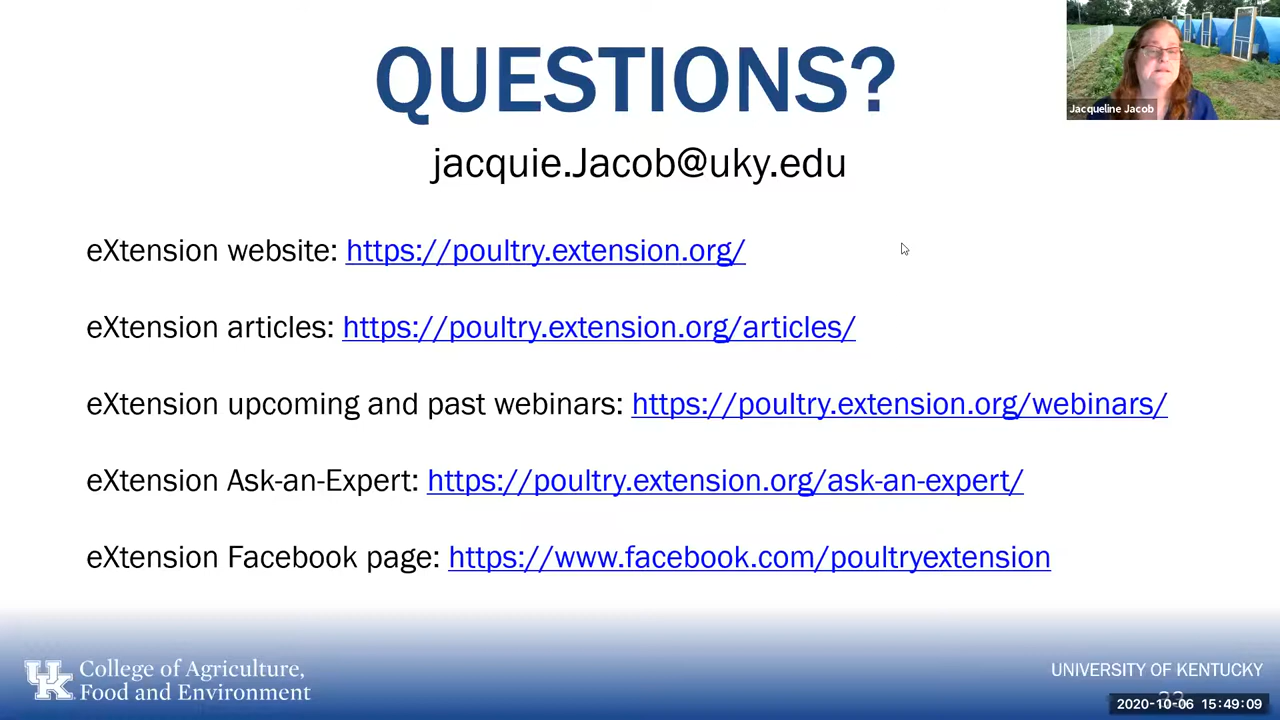 QUESTIONS?
jacquie.Jacob@uky.edu
Jacqueline Jacob
eXtension website: https://poultry.extension.org/
eXtension articles: https://poultry.extension.org/articles/
eXtension upcoming and past webinars: https://poultry.extension.org/webinars/
eXtension Ask-an-Expert: https://poultry.extension.org/ask-an-expert/
eXtension Facebook page: https://www.facebook.com/poultryextension
UK
College of Agriculture,
Food and Environment
UNIVERSITY OF KENTUCKY
2020-10-06 15:49:09